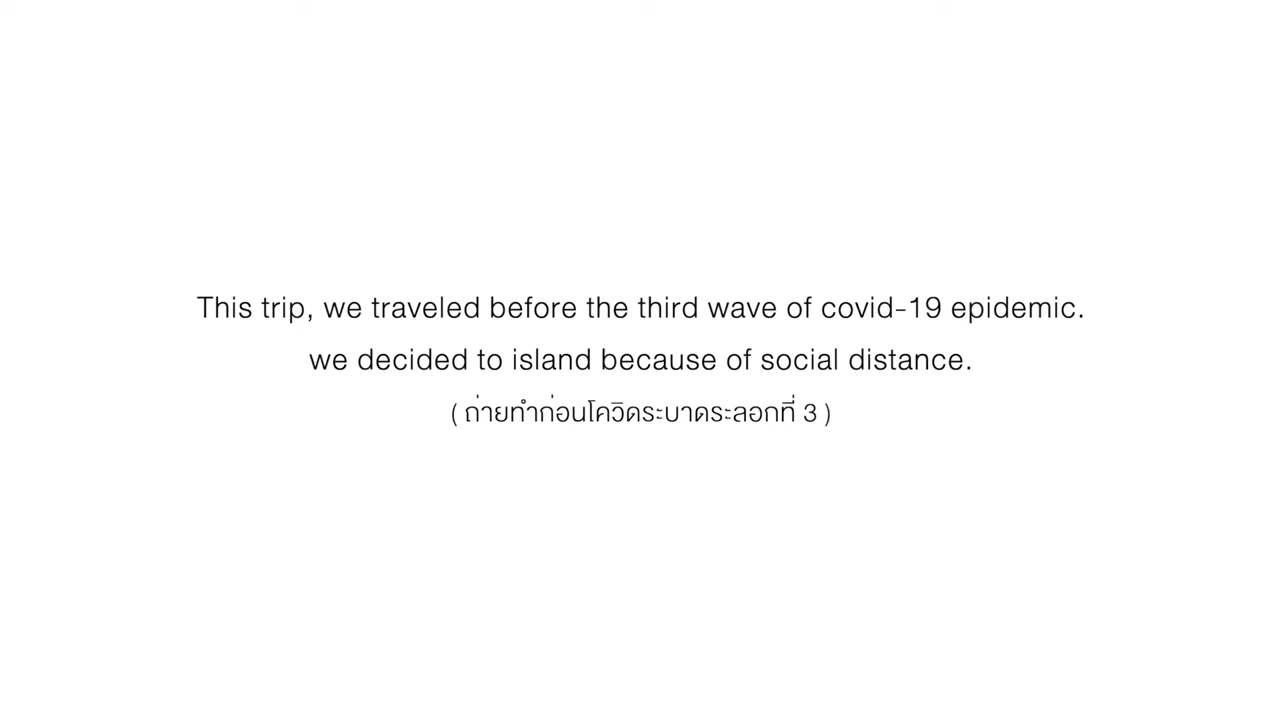 This trip, we traveled before the third wave of covid-19 epidemic.
we decided to island because of social distance.
( ถ่ายทำก่อนโควิดระบาดระลอกที่ 3 )